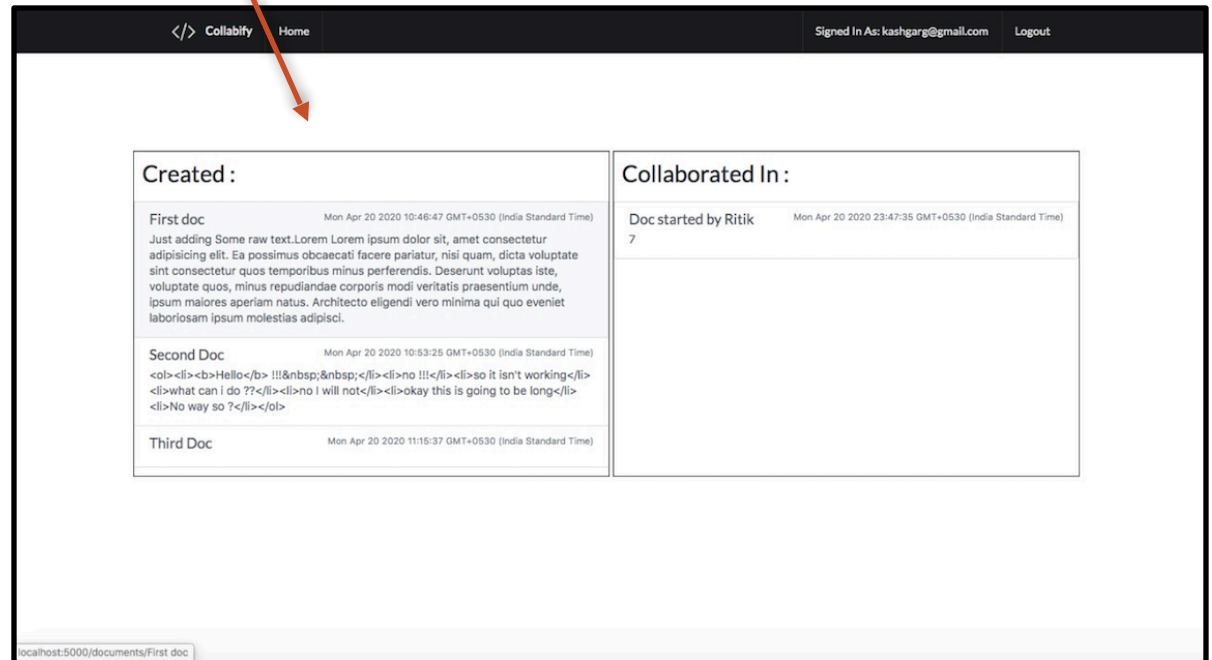 </> Collabify Home Signed In As: kashgarg@gmail.com Logout
Created :
First doc Mon Apr 20 2020 10:46:47 GMT+0530 (India Standard Time)
Just adding Some raw text.Lorem Lorem ipsum dolor sit, amet consectetur
adipisicing elit. Ea possimus obcaecati facere pariatur, nisi quam, dicta voluptate
sint consectetur quos temporibus minus perferendis. Deserunt voluptas iste,
voluptate quos, minus repudiandae corporis modi veritatis praesentium unde,
ipsum maiores aperiam natus. Architecto eligendi vero minima qui quo eveniet
laboriosam ipsum molestias adipisci.
Second Doc Mon Apr 20 2020 10:53:25 GMT+0530 (India Standard Time)
<ol><li><b>Hello</b> !!!&nbsp;&nbsp;</li><li>no !!!</li><li>so it isn't working</li>
<li>what can i do ??</li><li>no I will not</li><li>okay this is going to be long</li>
<li>No way so ?</li></ol>
Third Doc Mon Apr 20 2020 11:15:37 GMT+0530 (India Standard Time)
Collaborated In :
Doc started by Ritik Mon Apr 20 2020 23:47:35 GMT+0530 (India Standard Time)
7
localhost:5000/documents/First doc